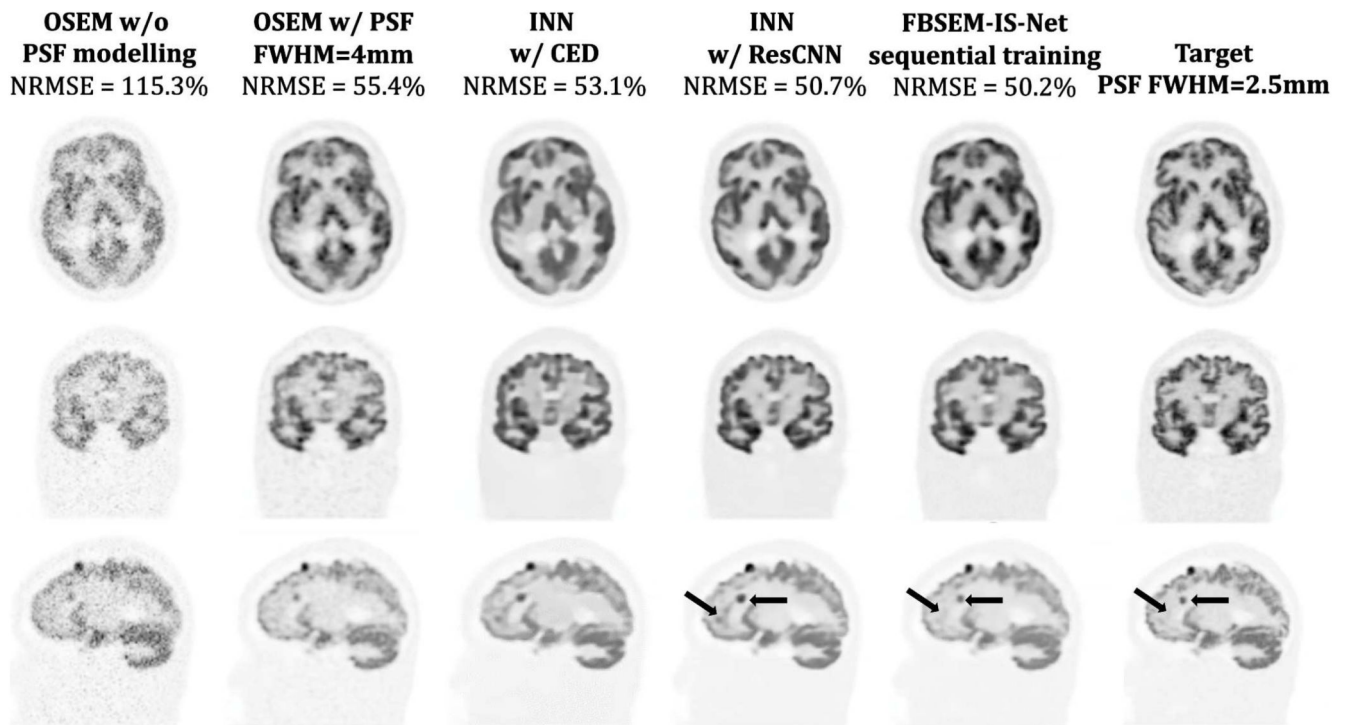 OSEM w/o
PSF modelling
NRMSE = 115.3%
OSEM w/ PSF
FWHM=4mm
NRMSE = 55.4%
INN
w/ CED
NRMSE = 53.1%
INN
w/ ResCNN
NRMSE = 50.7%
FBSEM-IS-Net
sequential training
NRMSE = 50.2%
Target
PSF FWHM=2.5mm